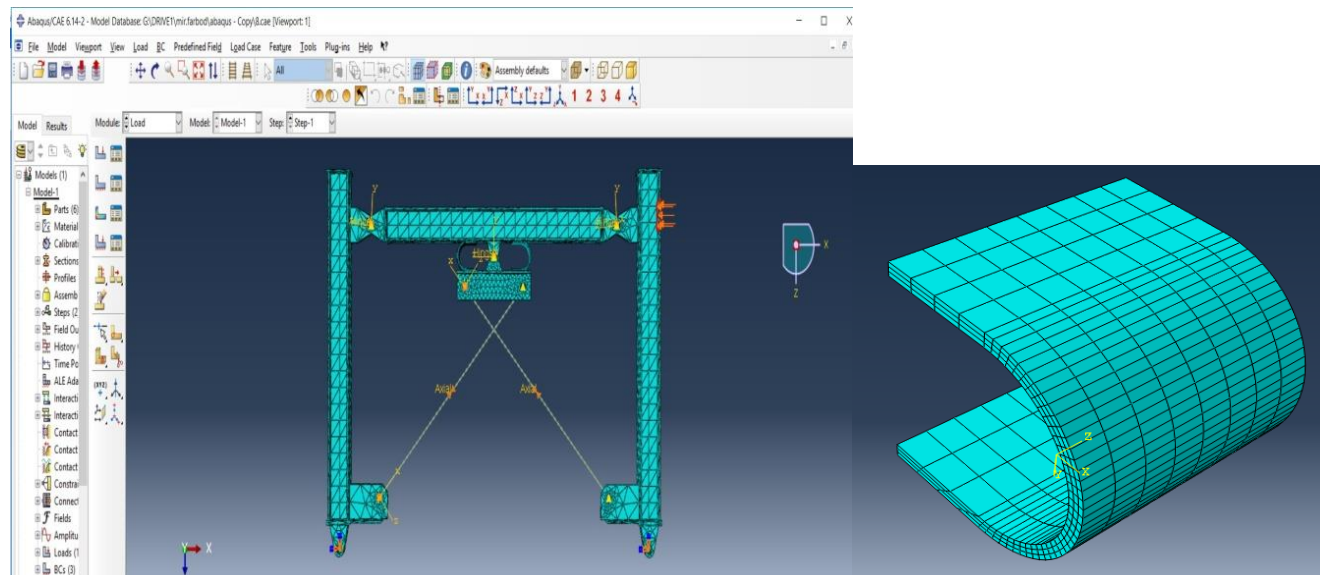 Abaqus/CAE 6.14-2 - Model Database: G:\DRIVE1\mir.farbod\abaqus - Copy\8.cae [Viewport: 1]
File Model Viewport View Load BC Predefined Field Load Case Feature Tools Plug-ins Help
All Assembly defaults
1 2 3 4
Model Results Module: Load Model: Model-1 Step: Step-1
Models (1)
Model-1
Parts (6)
Material
Calibrati
Sections
Profiles
Assemb
Steps (2)
Field Ou
History
Time Po
ALE Ada
Interacti
Interacti
Contact
Contact
Contact
Constrai
Connect
Fields
Amplitu
Loads (1
BCs (3)
y y
Hinge
x
Axial Axial
x
z
Y X
X
Z
Z
X